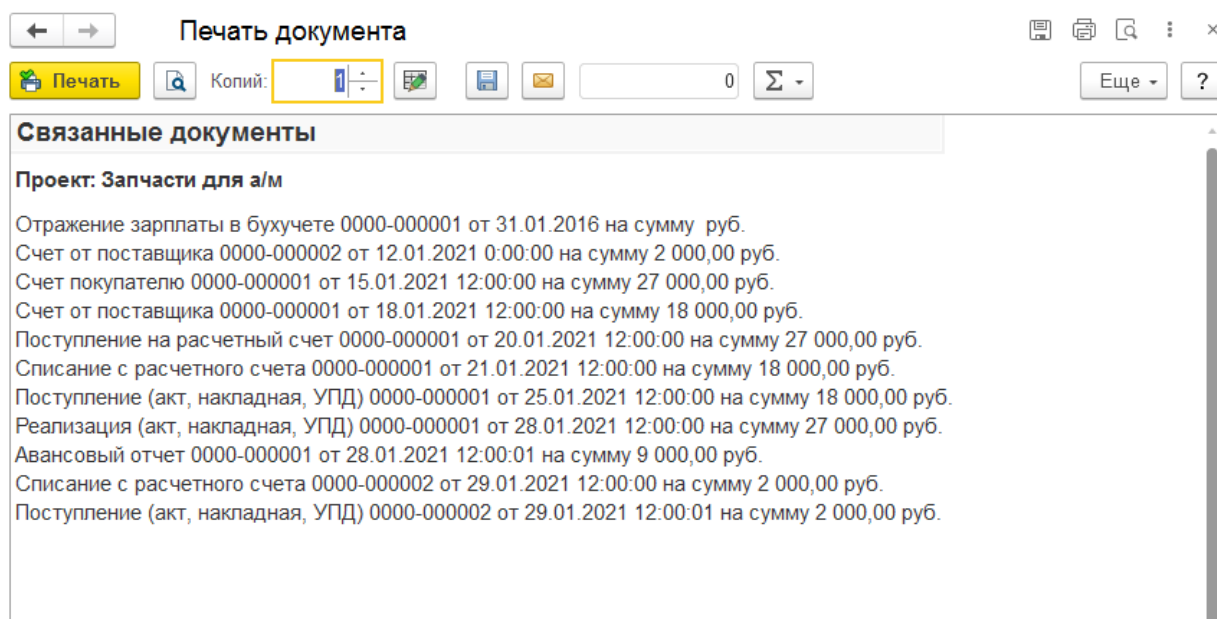 Печать документа
Печать Копий: 1 0 Σ Еще ?
Связанные документы
Проект: Запчасти для а/м
Отражение зарплаты в бухучете 0000-000001 от 31.01.2016 на сумму  руб.
Счет от поставщика 0000-000002 от 12.01.2021 0:00:00 на сумму 2 000,00 руб.
Счет покупателю 0000-000001 от 15.01.2021 12:00:00 на сумму 27 000,00 руб.
Счет от поставщика 0000-000001 от 18.01.2021 12:00:00 на сумму 18 000,00 руб.
Поступление на расчетный счет 0000-000001 от 20.01.2021 12:00:00 на сумму 27 000,00 руб.
Списание с расчетного счета 0000-000001 от 21.01.2021 12:00:00 на сумму 18 000,00 руб.
Поступление (акт, накладная, УПД) 0000-000001 от 25.01.2021 12:00:00 на сумму 18 000,00 руб.
Реализация (акт, накладная, УПД) 0000-000001 от 28.01.2021 12:00:00 на сумму 27 000,00 руб.
Авансовый отчет 0000-000001 от 28.01.2021 12:00:01 на сумму 9 000,00 руб.
Списание с расчетного счета 0000-000002 от 29.01.2021 12:00:00 на сумму 2 000,00 руб.
Поступление (акт, накладная, УПД) 0000-000002 от 29.01.2021 12:00:01 на сумму 2 000,00 руб.